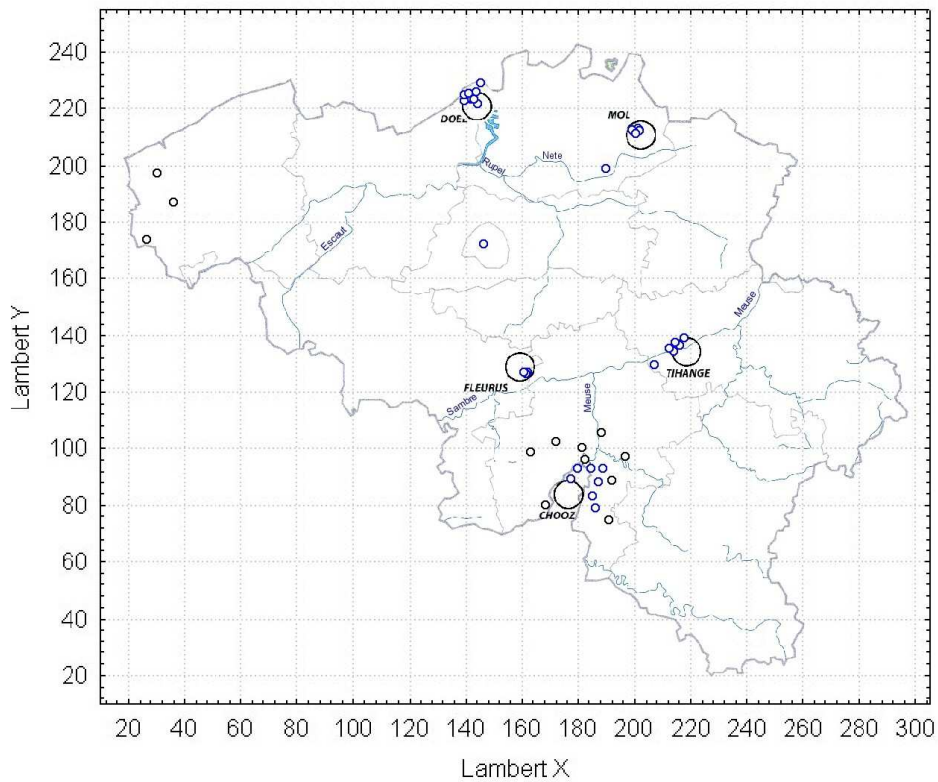 240
220
200
180
160
140
120
100
80
60
40
20
Lambert Y
DOEL
MOL
Rupel
Nete
Escaut
Meuse
FLEURUS
TIHANGE
Sambre
Meuse
CHOOZ
20 40 60 80 100 120 140 160 180 200 220 240 260 280 300
Lambert X